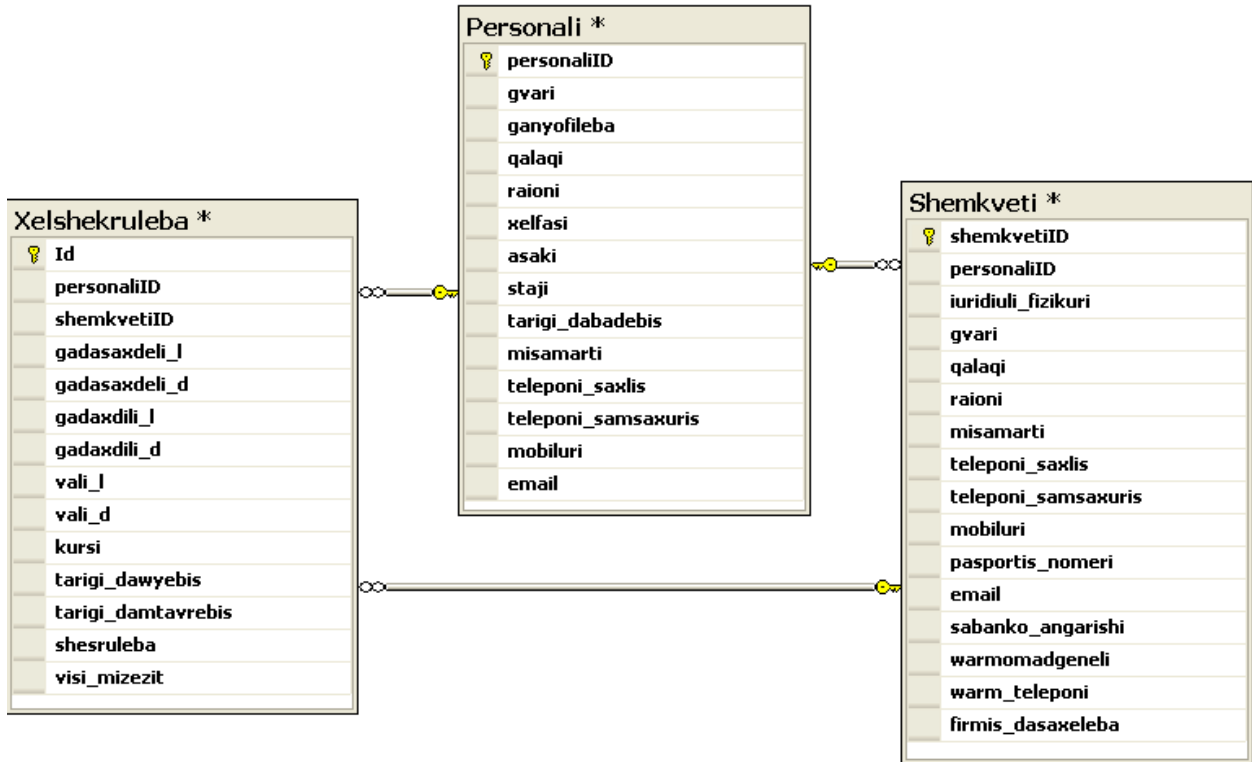 Personali *
personaliID
gvari
ganyofileba
qalaqi
raioni
xelfasi
asaki
staji
tarigi_dabadebis
misamarti
teleponi_saxlis
teleponi_samsaxuris
mobiluri
email
Xelshekruleba *
Id
personaliID
shemkvetiID
gadasaxdeli_l
gadasaxdeli_d
gadaxdili_l
gadaxdili_d
vali_l
vali_d
kursi
tarigi_dawyebis
tarigi_damtavrebis
shesruleba
visi_mizezit
Shemkveti *
shemkvetiID
personaliID
iuridiuli_fizikuri
gvari
qalaqi
raioni
misamarti
teleponi_saxlis
teleponi_samsaxuris
mobiluri
pasportis_nomeri
email
sabanko_angarishi
warmomadgeneli
warm_teleponi
firmis_dasaxeleba